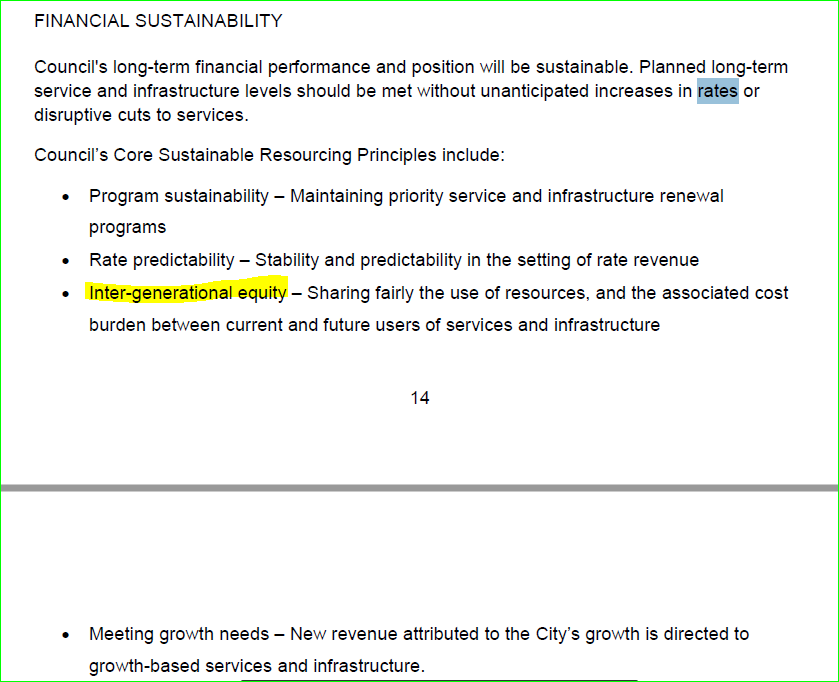 FINANCIAL SUSTAINABILITY
Council's long-term financial performance and position will be sustainable. Planned long-term
service and infrastructure levels should be met without unanticipated increases in rates or
disruptive cuts to services.
Council’s Core Sustainable Resourcing Principles include:
• Program sustainability – Maintaining priority service and infrastructure renewal
programs
• Rate predictability – Stability and predictability in the setting of rate revenue
• Inter-generational equity – Sharing fairly the use of resources, and the associated cost
burden between current and future users of services and infrastructure
14
• Meeting growth needs – New revenue attributed to the City’s growth is directed to
growth-based services and infrastructure.